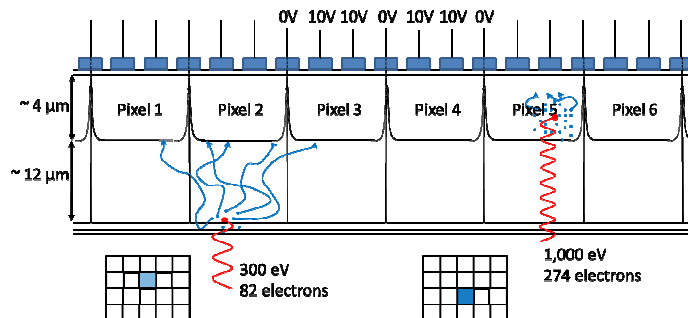 0V 10V 10V 0V 10V 10V 0V
~ 4 μm
Pixel 1 Pixel 2 Pixel 3 Pixel 4 Pixel 5 Pixel 6
~ 12 μm
300 eV
82 electrons
1,000 eV
274 electrons